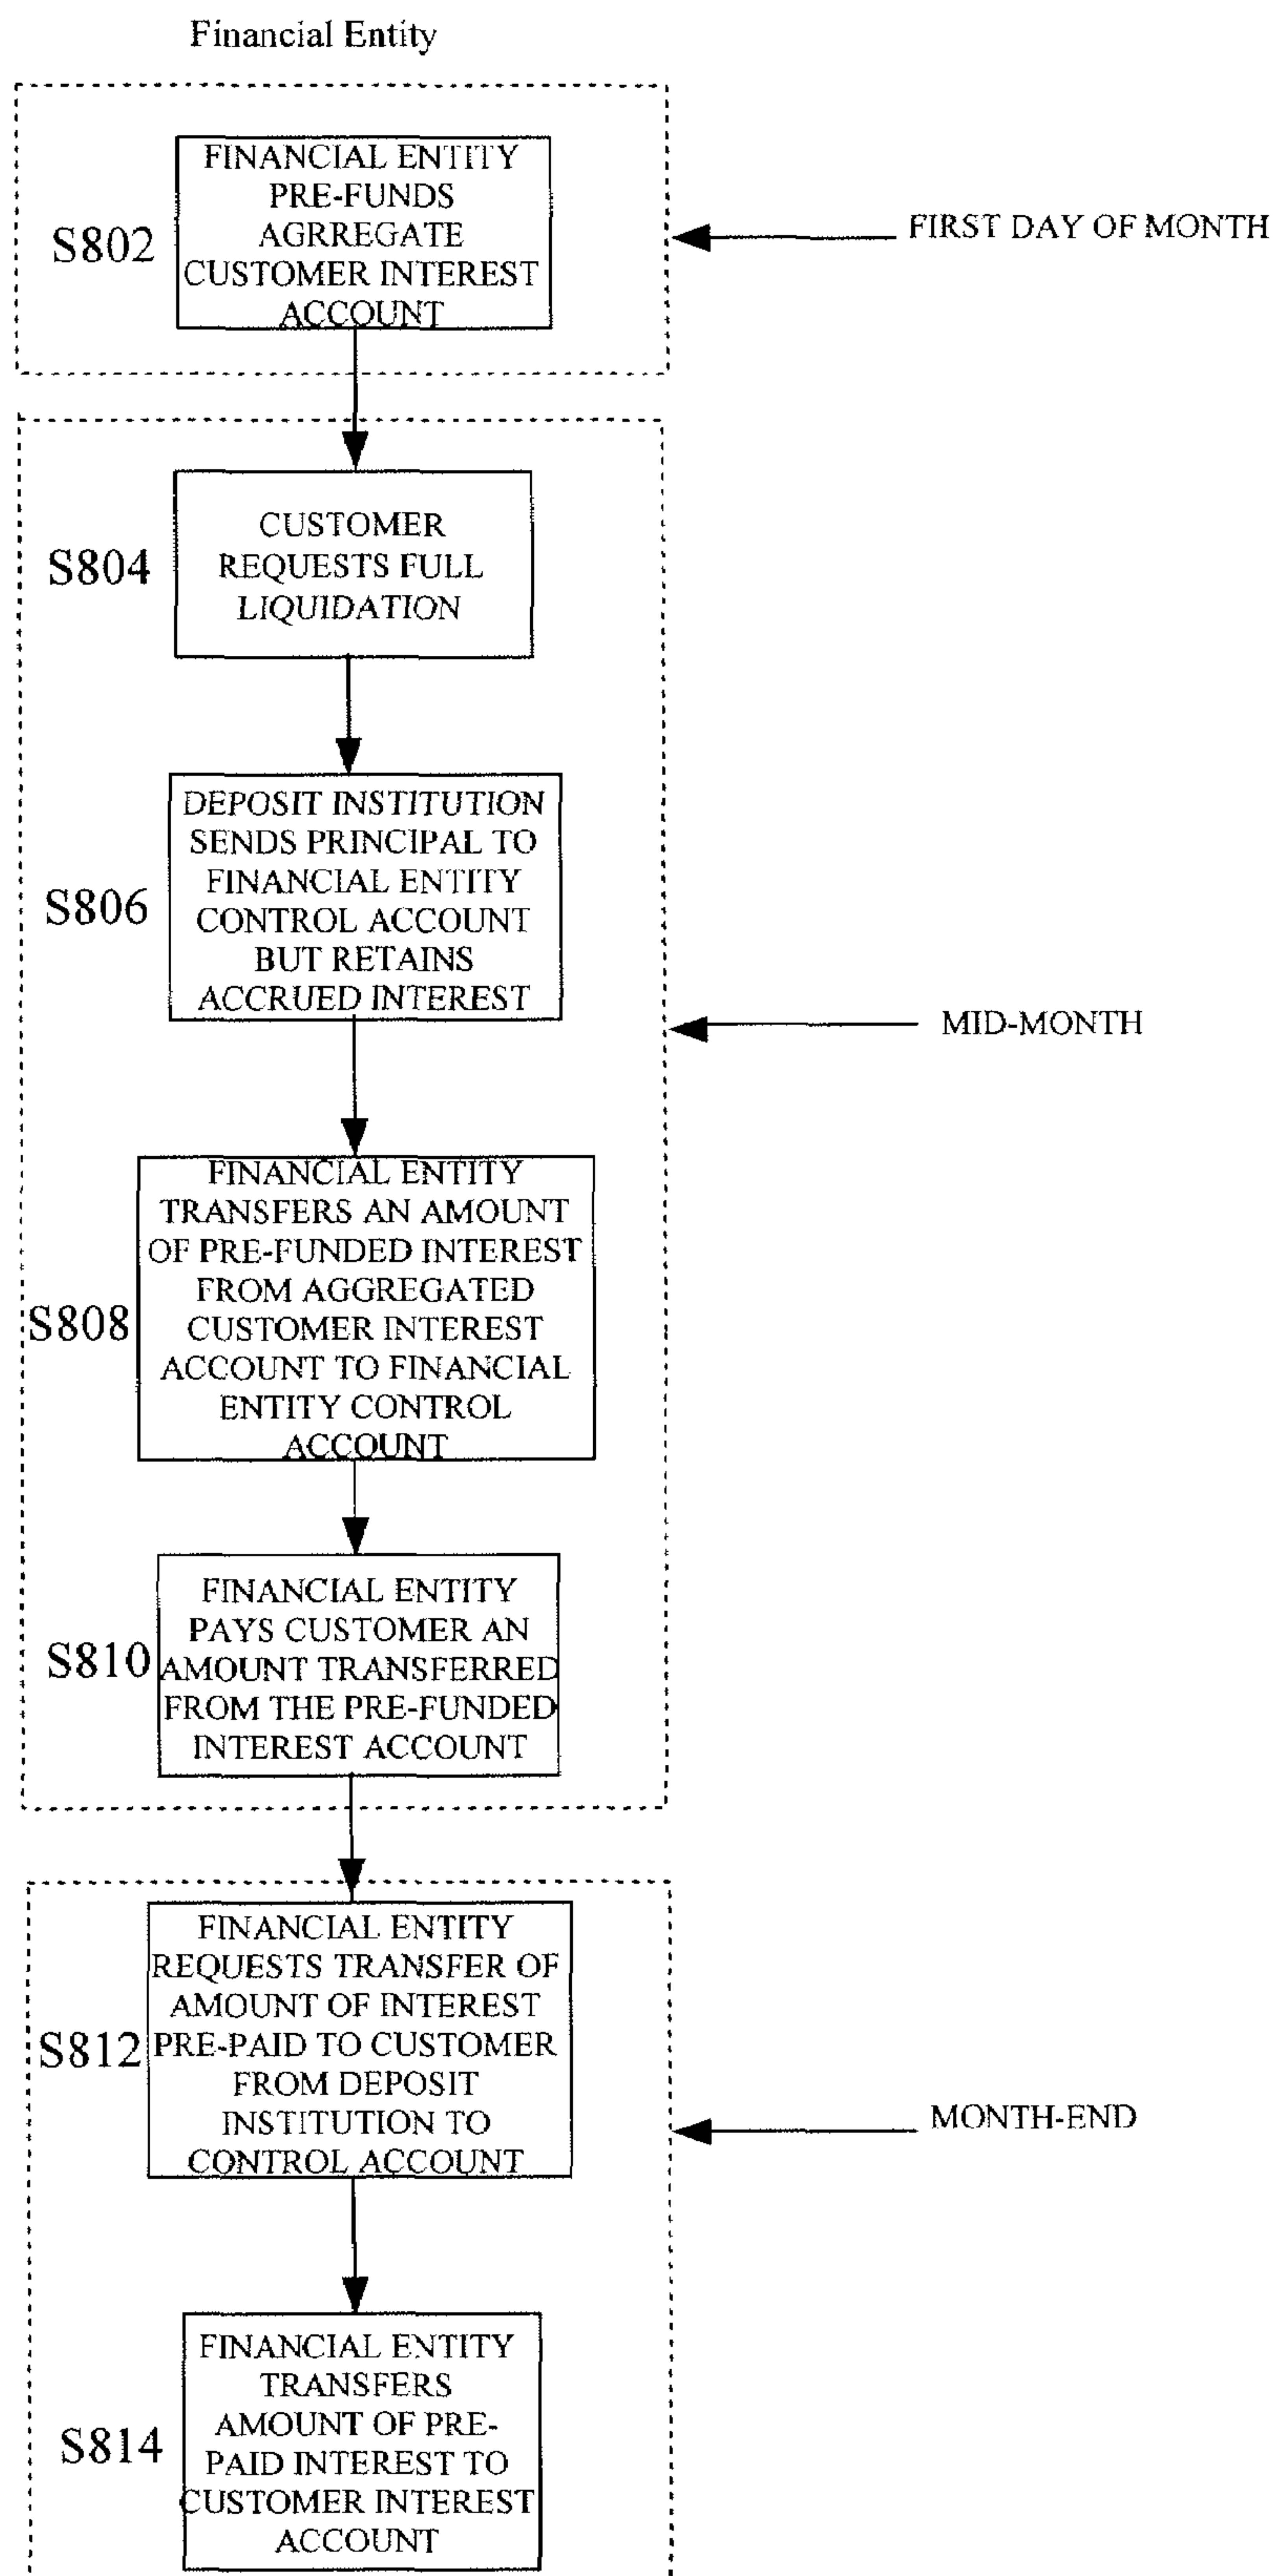 Financial Entity
S802
FINANCIAL ENTITY
PRE-FUNDS
AGRREGATE
CUSTOMER INTEREST
ACCOUNT
FIRST DAY OF MONTH
S804
CUSTOMER
REQUESTS FULL
LIQUIDATION
S806
DEPOSIT INSTITUTION
SENDS PRINCIPAL TO
FINANCIAL ENTITY
CONTROL ACCOUNT
BUT RETAINS
ACCRUED INTEREST
MID-MONTH
S808
FINANCIAL ENTITY
TRANSFERS AN AMOUNT
OF PRE-FUNDED INTEREST
FROM AGGREGATED
CUSTOMER INTEREST
ACCOUNT TO FINANCIAL
ENTITY CONTROL
ACCOUNT
S810
FINANCIAL ENTITY
PAYS CUSTOMER AN
AMOUNT TRANSFERRED
FROM THE PRE-FUNDED
INTEREST ACCOUNT
S812
FINANCIAL ENTITY
REQUESTS TRANSFER OF
AMOUNT OF INTEREST
PRE-PAID TO CUSTOMER
FROM DEPOSIT
INSTITUTION TO
CONTROL ACCOUNT
MONTH-END
S814
FINANCIAL ENTITY
TRANSFERS
AMOUNT OF PRE-
PAID INTEREST TO
CUSTOMER INTEREST
ACCOUNT